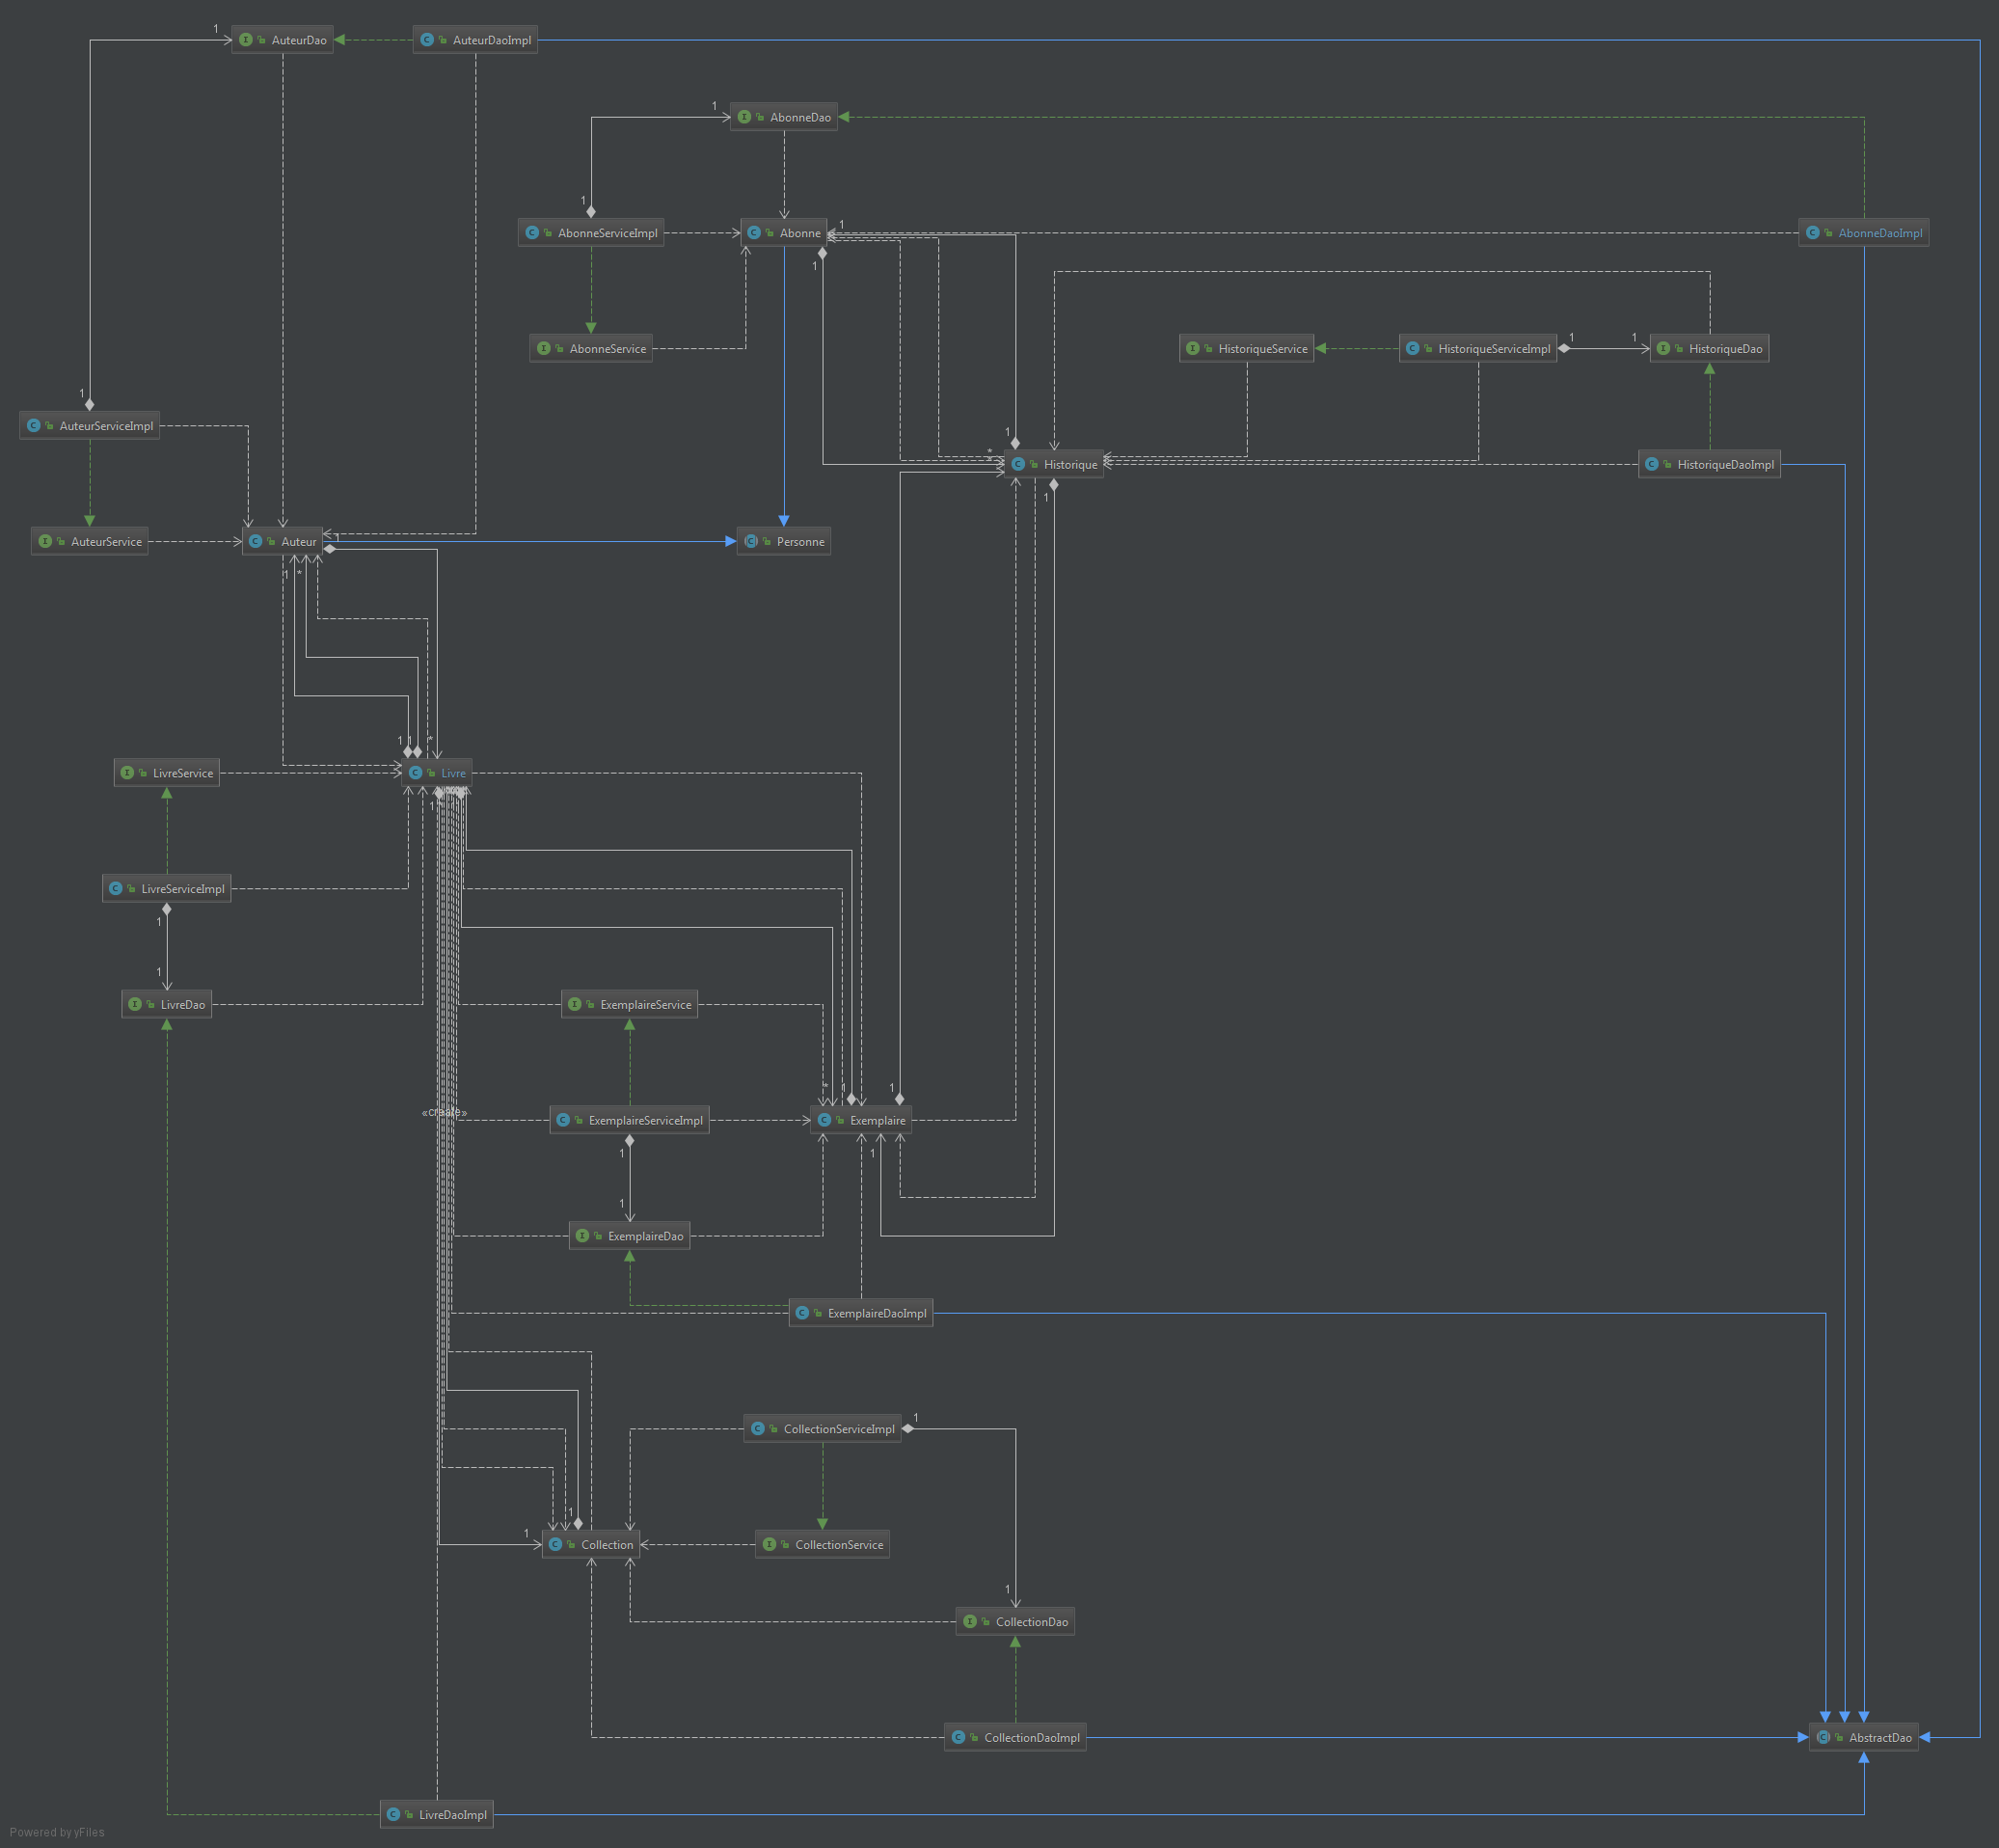 1
AuteurDao
AuteurDaoImpl
1
AbonneDao
1
AbonneServiceImpl
Abonne
1
AbonneDaoImpl
1
AbonneService
HistoriqueService
HistoriqueServiceImpl
1
1
HistoriqueDao
1
AuteurServiceImpl
1
*
*
Historique
HistoriqueDaoImpl
1
AuteurService
Auteur
1
Personne
1
*
1
1
*
LivreService
Livre
1
*
LivreServiceImpl
1
1
LivreDao
ExemplaireService
*
1
1
«create»
ExemplaireServiceImpl
Exemplaire
1
1
1
ExemplaireDao
ExemplaireDaoImpl
CollectionServiceImpl
1
1
1
Collection
CollectionService
1
CollectionDao
CollectionDaoImpl
AbstractDao
LivreDaoImpl
Powered by yFiles